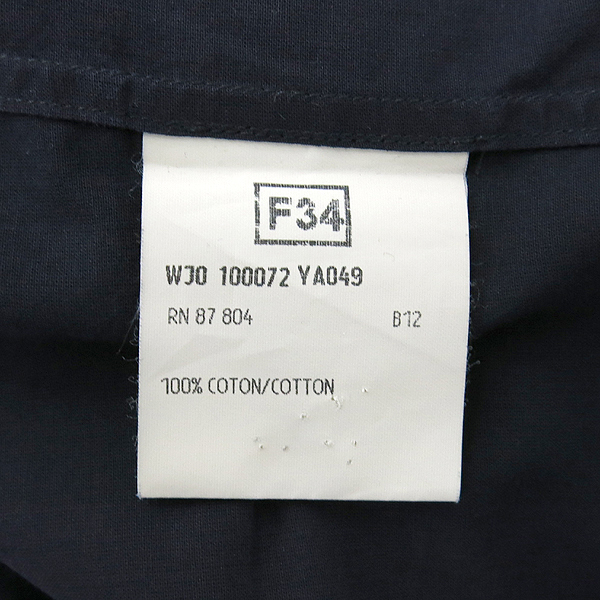 F34
WJ0 100072 YA049
RN 87 804 B12
100% COTON/COTTON